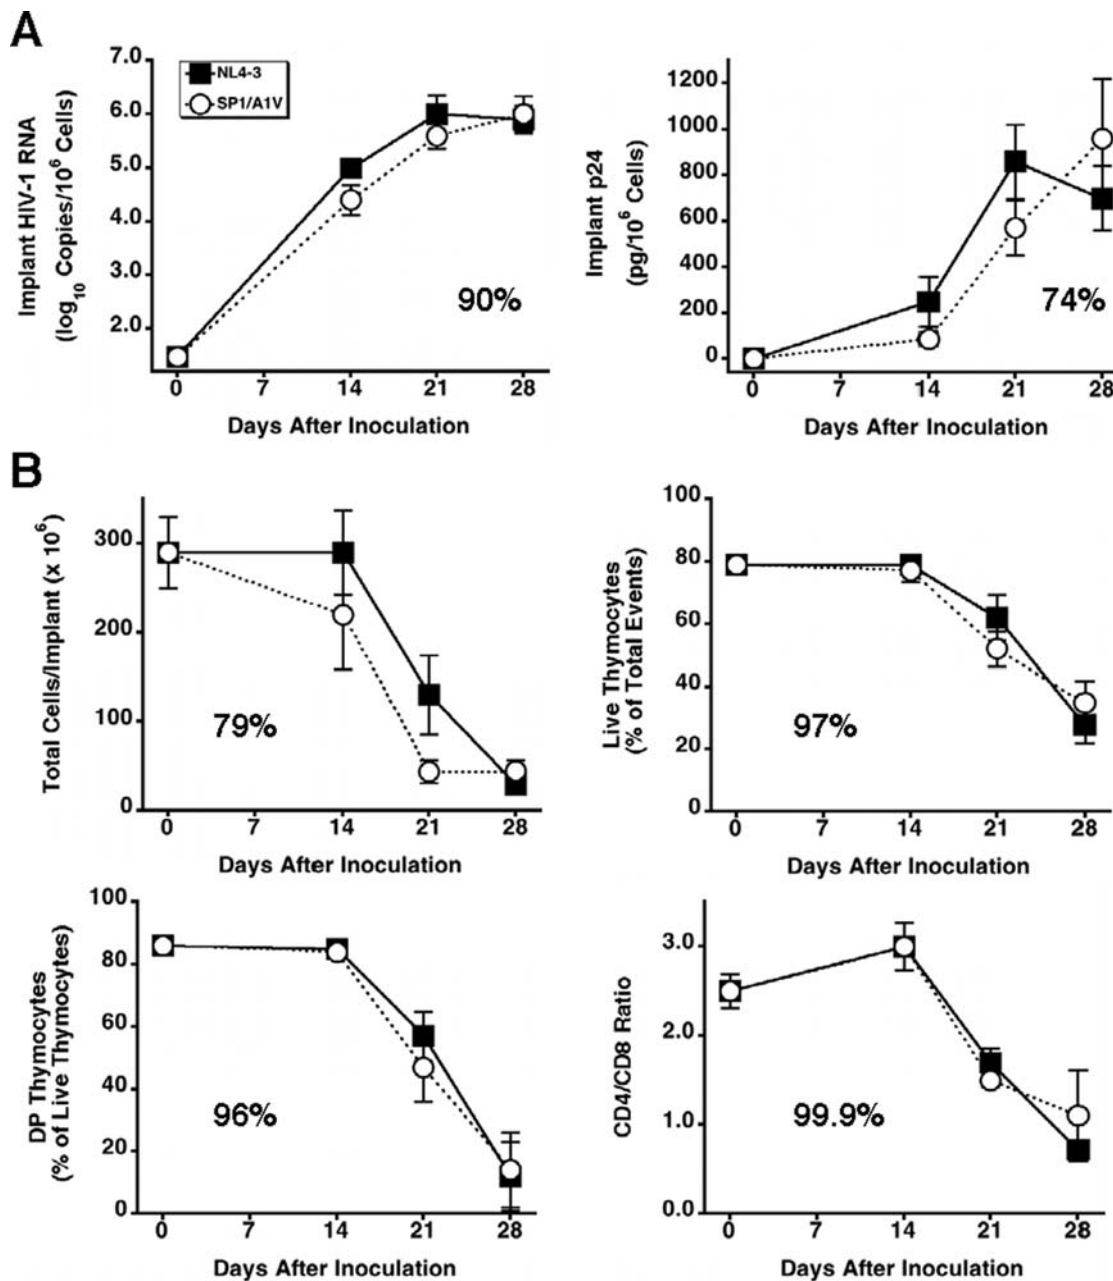 A
7.0
6.0
5.0
4.0
3.0
2.0
NL4-3
SP1/A1V
Implant HIV-1 RNA
(log10 Copies/10^6 Cells)
90%
0 7 14 21 28
Days After Inoculation
1200
1000
800
600
400
200
0
Implant p24
(pg/10^6 Cells)
74%
0 7 14 21 28
Days After Inoculation
B
300
200
100
0
Total Cells/Implant (x 10^6)
79%
0 7 14 21 28
Days After Inoculation
100
80
60
40
20
0
Live Thymocytes
(% of Total Events)
97%
0 7 14 21 28
Days After Inoculation
100
80
60
40
20
0
DP Thymocytes
(% of Live Thymocytes)
96%
0 7 14 21 28
Days After Inoculation
3.0
2.0
1.0
0.0
CD4/CD8 Ratio
99.9%
0 7 14 21 28
Days After Inoculation